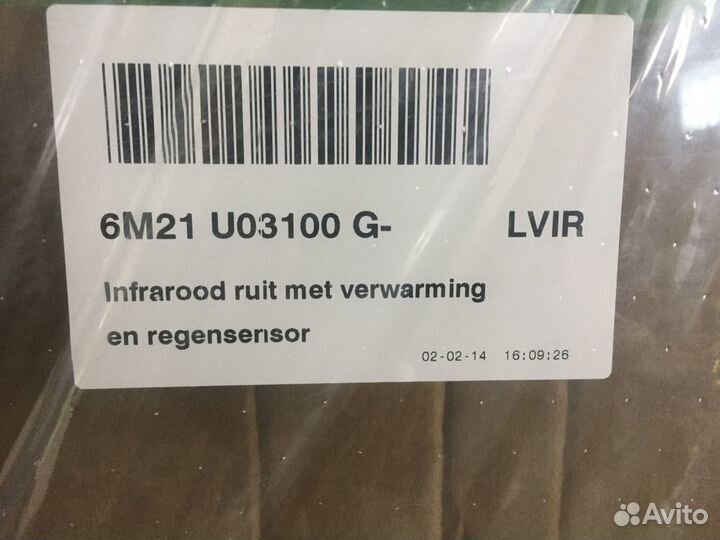 6M21 U03100 G- LVIR
Infrarood ruit met verwarming
en regensensor
02-02-14 16:09:26
Avito